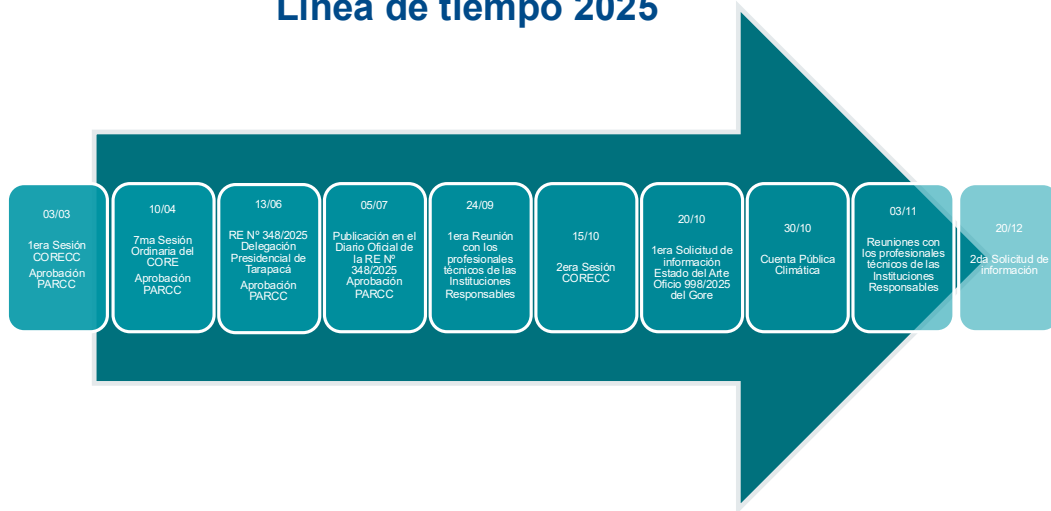 Línea de tiempo 2025
03/03
1era Sesión
CORECC
Aprobación
PARCC
10/04
7ma Sesión
Ordinaria del
CORE
Aprobación
PARCC
13/06
RE Nº 348/2025
Delegación
Presidencial de
Tarapacá
Aprobación
PARCC
05/07
Publicación en el
Diario Oficial de
la RE Nº
348/2025
Aprobación
PARCC
24/09
1era Reunión
con los
profesionales
técnicos de las
Instituciones
Responsables
15/10
2era Sesión
CORECC
20/10
1era Solicitud de
información
Estado del Arte
Oficio 998/2025
del Gore
30/10
Cuenta Pública
Climática
03/11
Reuniones con
los profesionales
técnicos de las
Instituciones
Responsables
20/12
2da Solicitud de
información